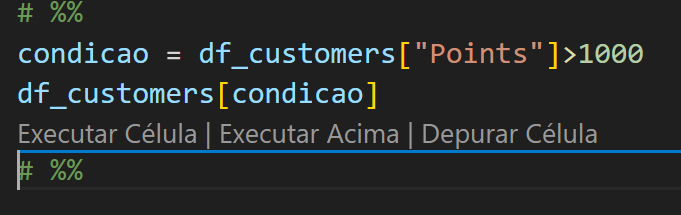 # %%
condicao = df_customers["Points"]>1000
df_customers[condicao]
Executar Célula | Executar Acima | Depurar Célula
# %%